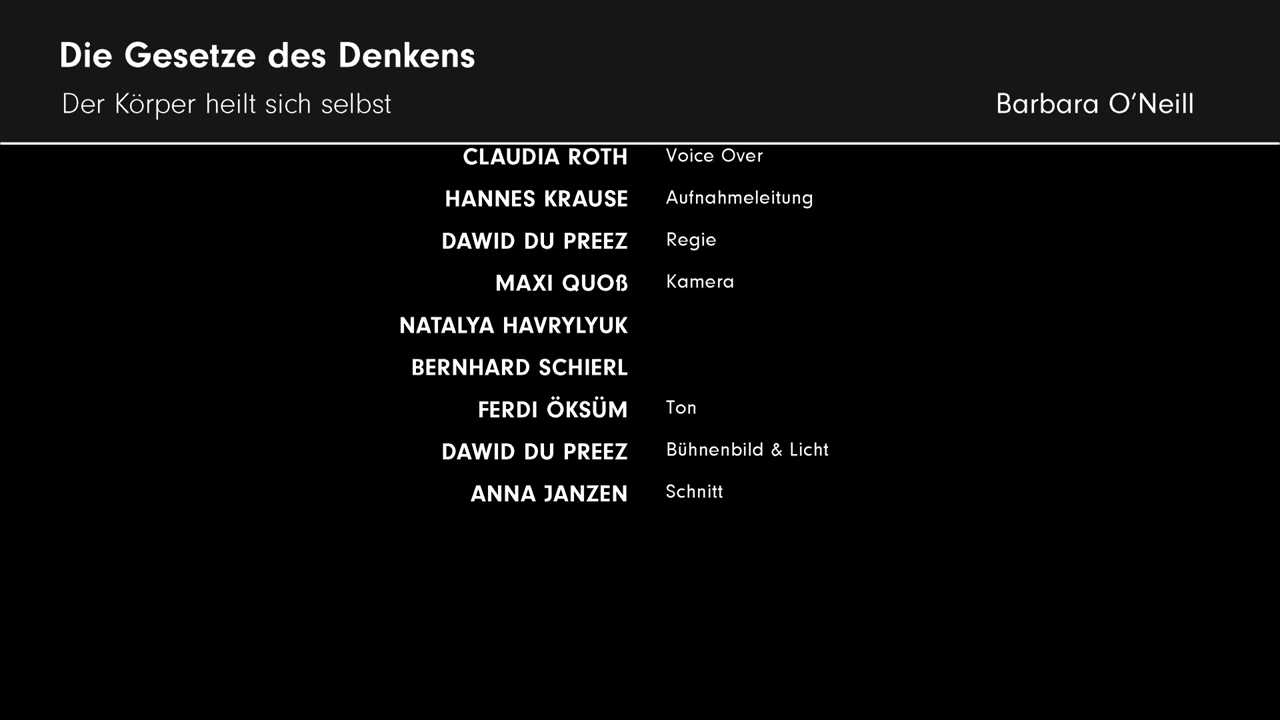 Die Gesetze des Denkens
Der Körper heilt sich selbst Barbara O’Neill
CLAUDIA ROTH Voice Over
HANNES KRAUSE Aufnahmeleitung
DAWID DU PREEZ Regie
MAXI QUOß Kamera
NATALYA HAVRYLYUK
BERNHARD SCHIERL
FERDI ÖKSÜM Ton
DAWID DU PREEZ Bühnenbild & Licht
ANNA JANZEN Schnitt